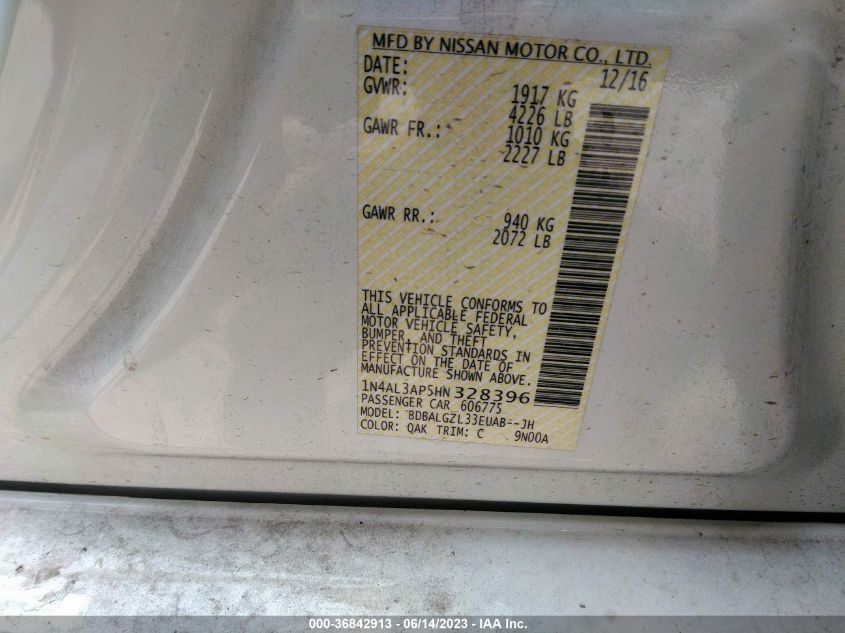 MFD BY NISSAN MOTOR CO., LTD.
DATE: 12/16
GVWR: 1917 KG
4226 LB
GAWR FR.: 1010 KG
2227 LB
GAWR RR.: 940 KG
2072 LB
THIS VEHICLE CONFORMS TO
ALL APPLICABLE FEDERAL
MOTOR VEHICLE SAFETY,
BUMPER, AND THEFT
PREVENTION STANDARDS IN
EFFECT ON THE DATE OF
MANUFACTURE SHOWN ABOVE.
1N4AL3AP5HN328396
PASSENGER CAR 606775
MODEL: BDBALGZL33EUAB--JH
COLOR: QAK TRIM: C 9N00A
000-36842913 - 06/14/2023 - IAA Inc.